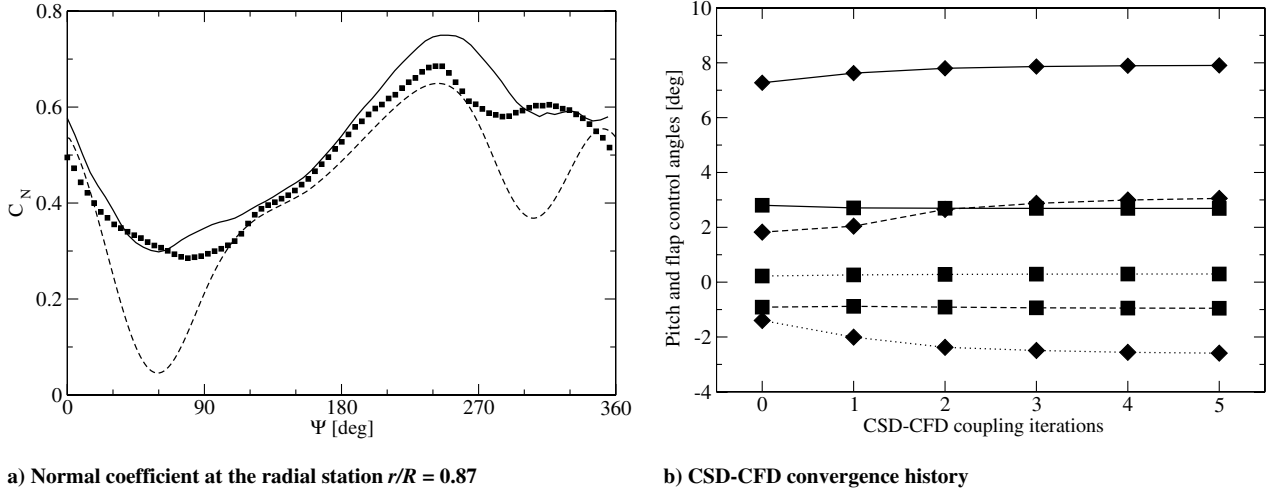 0.8
0.6
0.4
0.2
0
C_N
0 90 180 270 360
Ψ [deg]
a) Normal coefficient at the radial station r/R = 0.87
10
8
6
4
2
0
-2
-4
Pitch and flap control angles [deg]
0 1 2 3 4 5
CSD-CFD coupling iterations
b) CSD-CFD convergence history